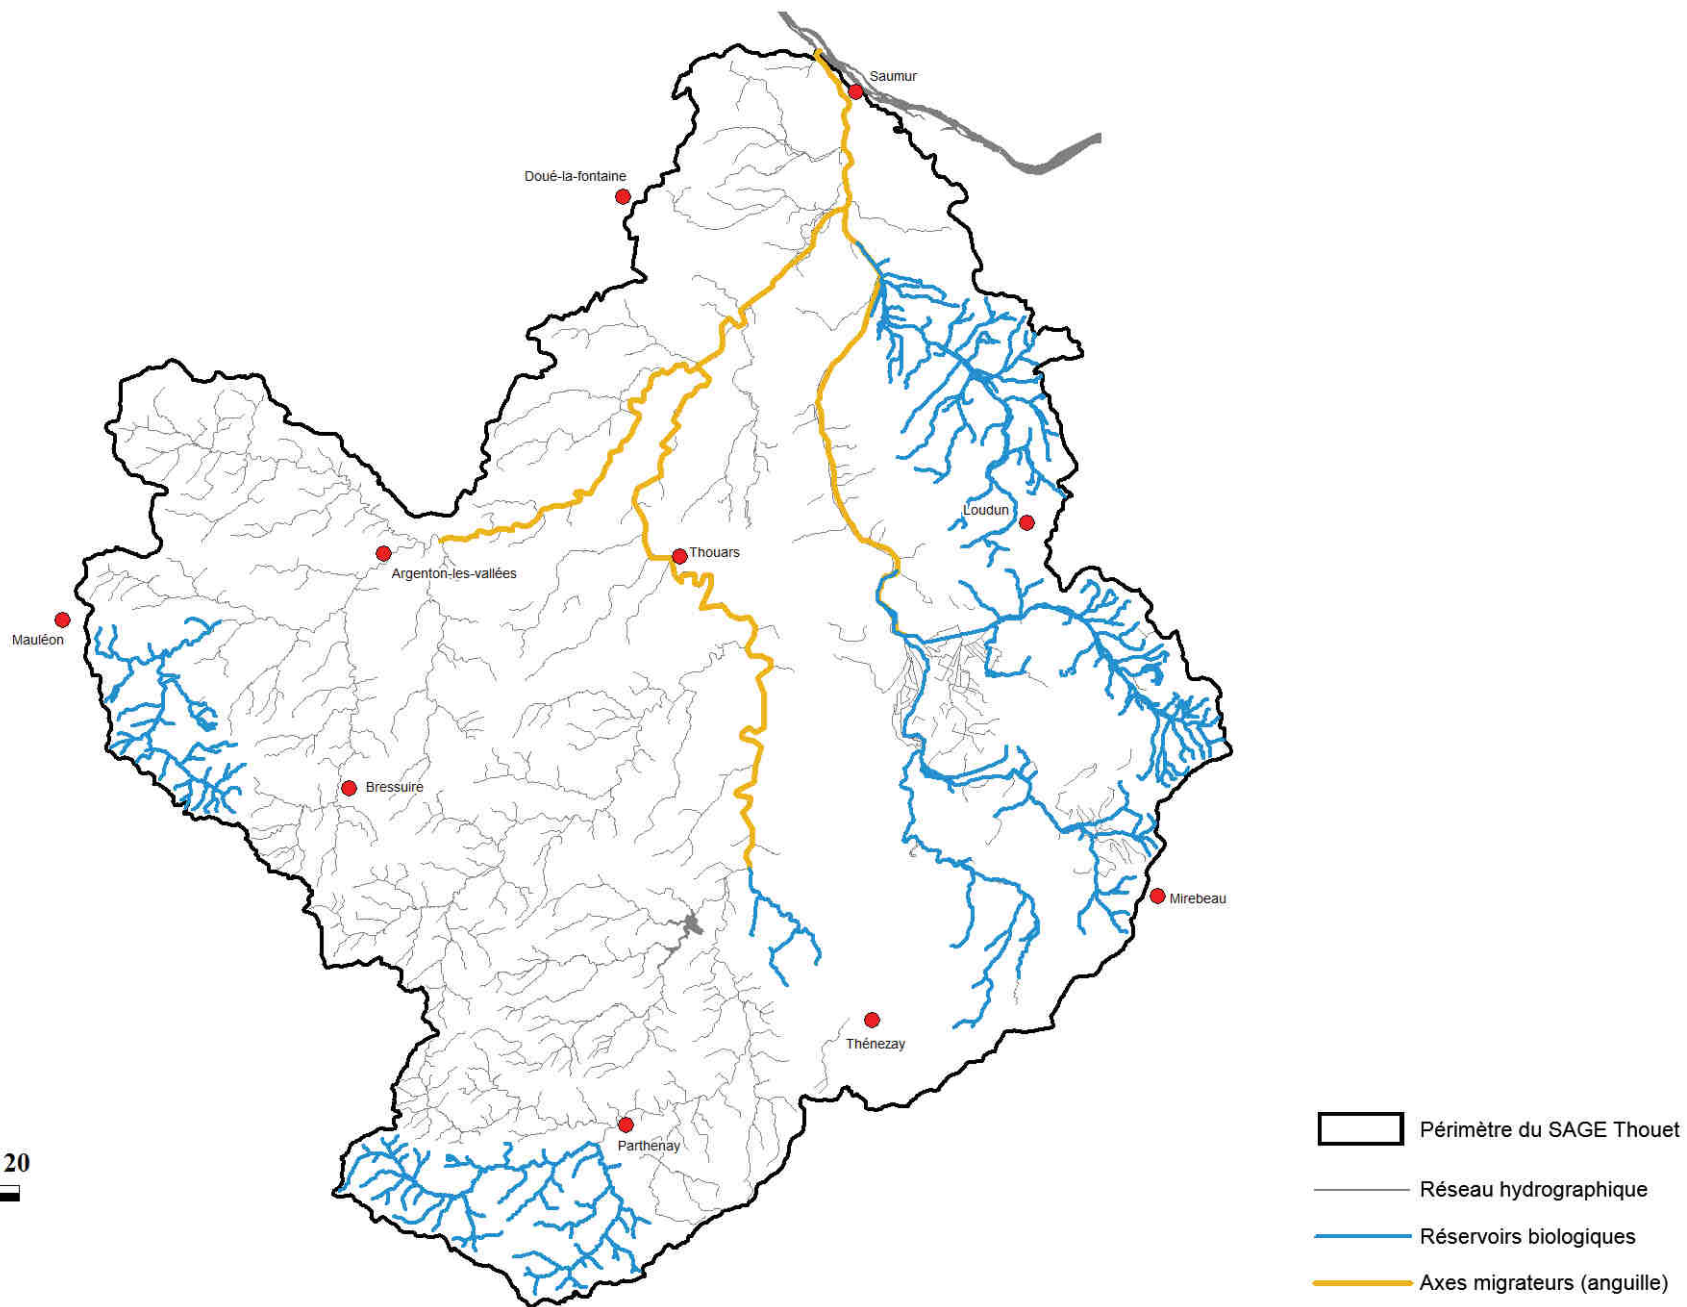 Saumur
Doué-la-fontaine
Loudun
Thouars
Argenton-les-vallées
Mauléon
Bressuire
Mirebeau
Thénezay
Parthenay
20
Périmètre du SAGE Thouet
Réseau hydrographique
Réservoirs biologiques
Axes migrateurs (anguille)